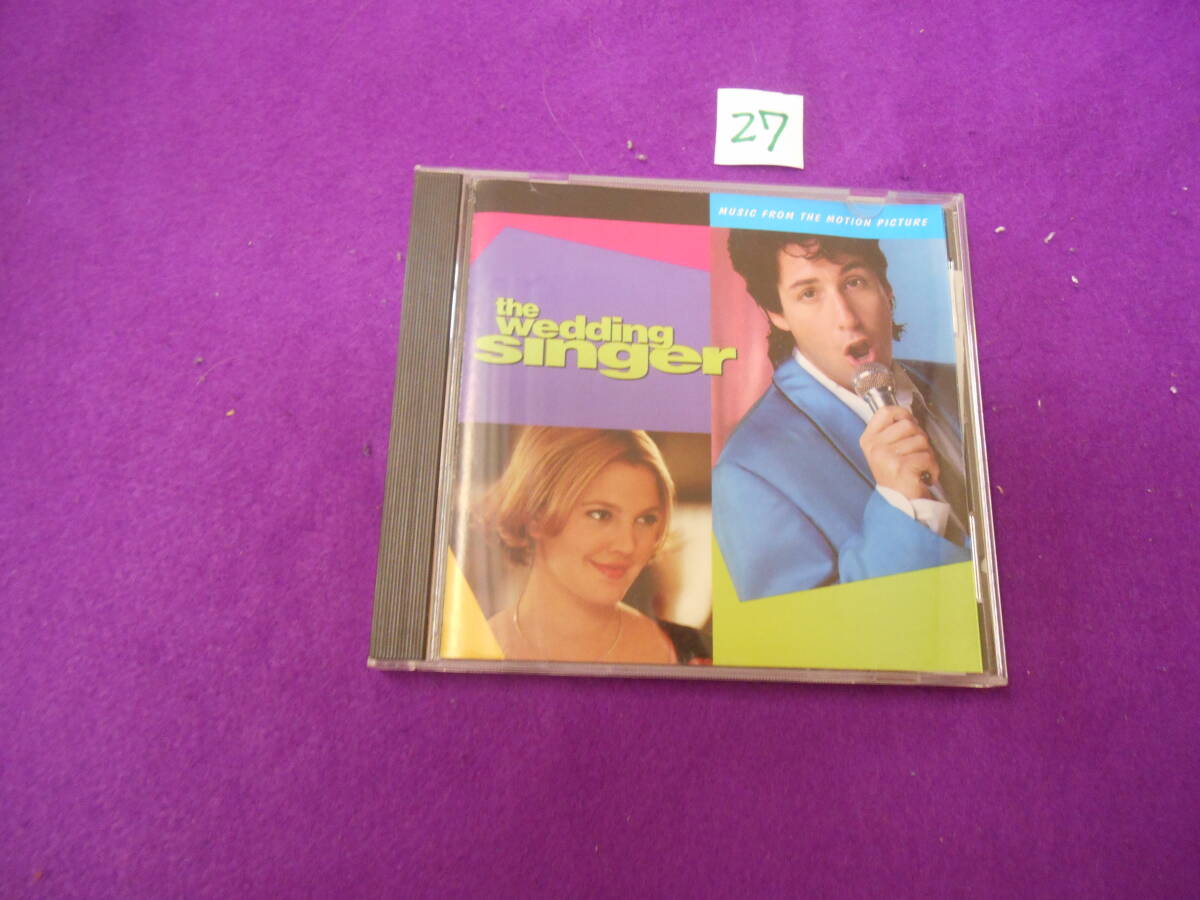 27
MUSIC FROM THE MOTION PICTURE
the
wedding
singer